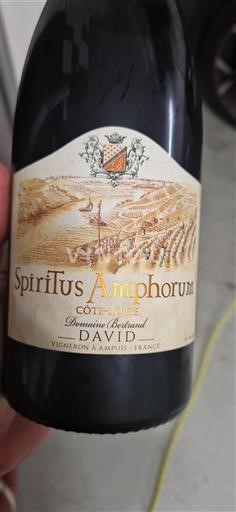 SpiriTus Amphorum
CÔTE-RÔTIE
Domaine Bertrand
DAVID
VIGNERON À AMPUIS - FRANCE